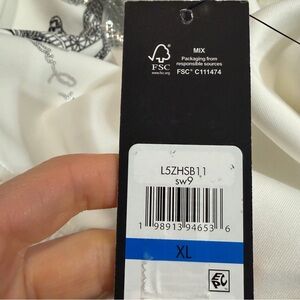 FSC
www.fsc.org
MIX
Packaging from
responsible sources
FSC® C111474
L5ZHSB11
sw9
1 98913 94653 6
XL